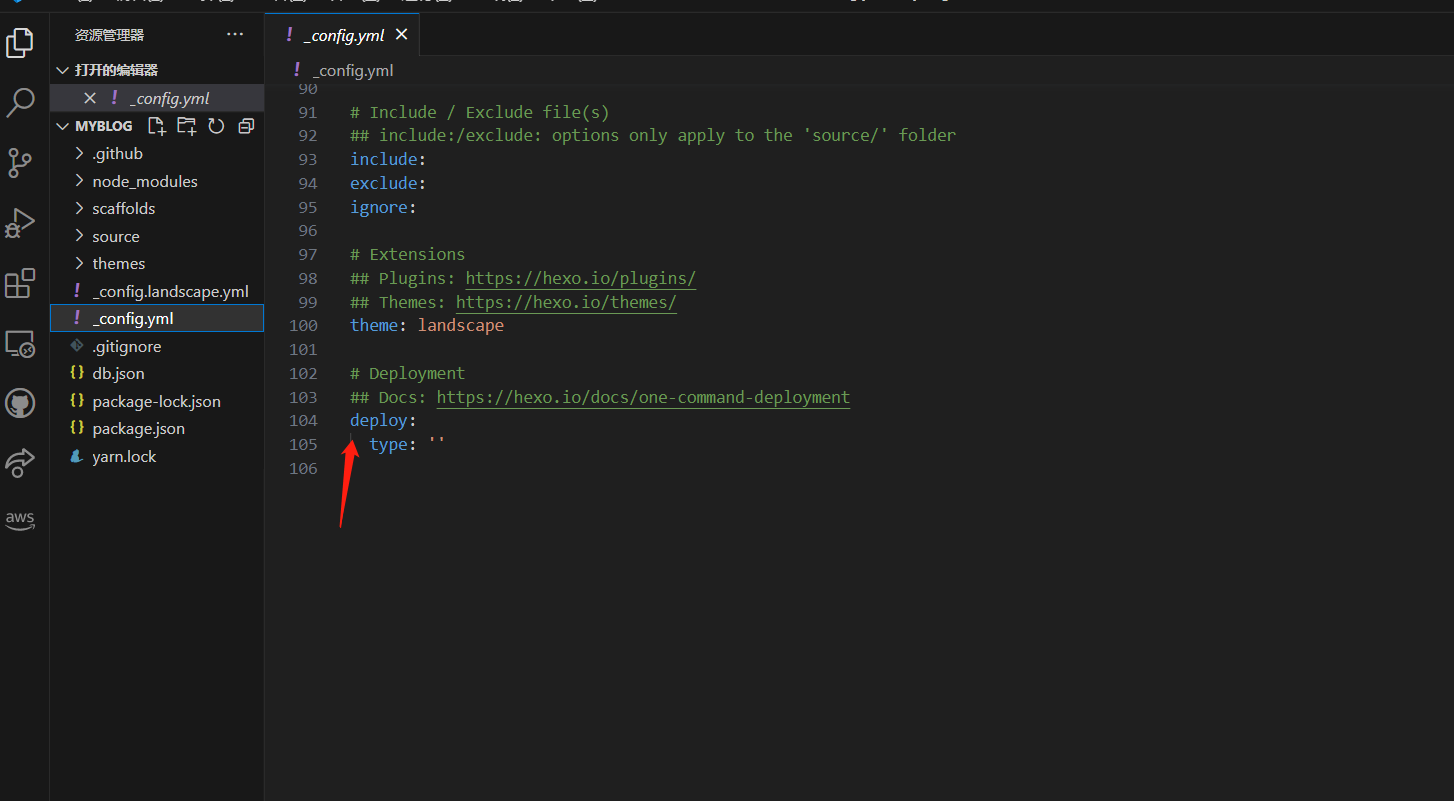 资源管理器
打开的编辑器
_config.yml
MYBLOG
.github
node_modules
scaffolds
source
themes
_config.landscape.yml
_config.yml
.gitignore
db.json
package-lock.json
package.json
yarn.lock
aws
_config.yml
_config.yml
90
91 # Include / Exclude file(s)
92 ## include:/exclude: options only apply to the 'source/' folder
93 include:
94 exclude:
95 ignore:
96
97 # Extensions
98 ## Plugins: https://hexo.io/plugins/
99 ## Themes: https://hexo.io/themes/
100 theme: landscape
101
102 # Deployment
103 ## Docs: https://hexo.io/docs/one-command-deployment
104 deploy:
105   type: ''
106